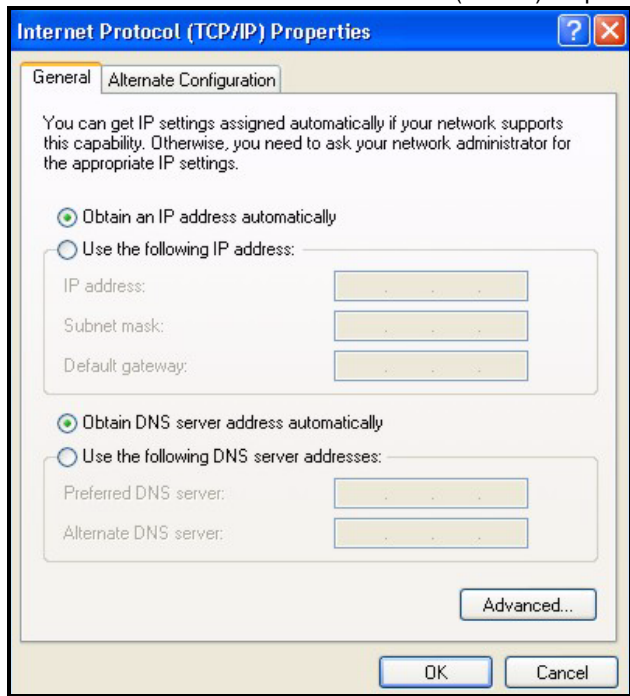 Internet Protocol (TCP/IP) Properties
General
Alternate Configuration
You can get IP settings assigned automatically if your network supports
this capability. Otherwise, you need to ask your network administrator for
the appropriate IP settings.
Obtain an IP address automatically
Use the following IP address:
IP address:
Subnet mask:
Default gateway:
Obtain DNS server address automatically
Use the following DNS server addresses:
Preferred DNS server:
Alternate DNS server:
Advanced...
OK
Cancel